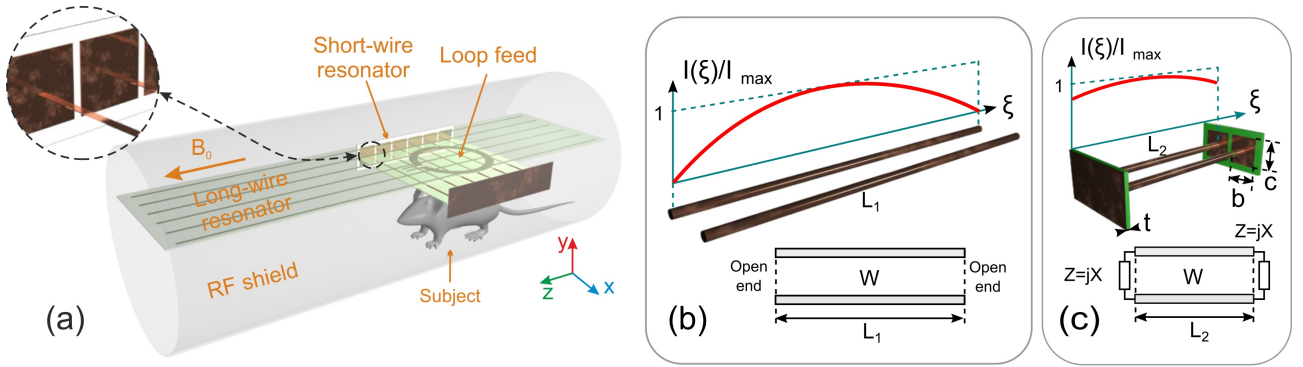 Short-wire
resonator
Loop feed
B₀
Long-wire
resonator
RF shield
Subject
y
z
x
(a)
I(ξ)/I max
1
ξ
L₁
Open
end
W
Open
end
L₁
(b)
I(ξ)/I max
1
ξ
L₂
c
b
t
Z=jX
Z=jX
W
L₂
(c)